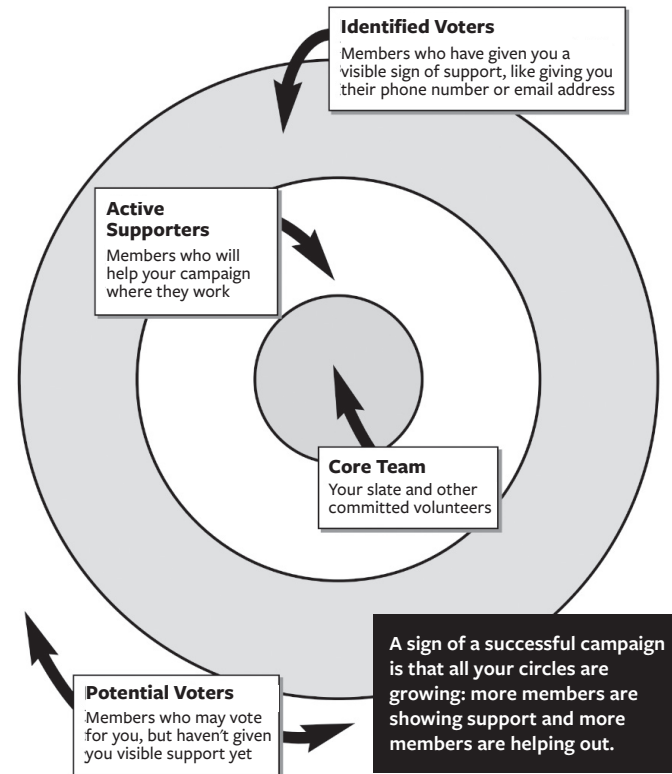 Identified Voters
Members who have given you a
visible sign of support, like giving you
their phone number or email address
Active
Supporters
Members who will
help your campaign
where they work
Core Team
Your slate and other
committed volunteers
Potential Voters
Members who may vote
for you, but haven't given
you visible support yet
A sign of a successful campaign
is that all your circles are
growing: more members are
showing support and more
members are helping out.